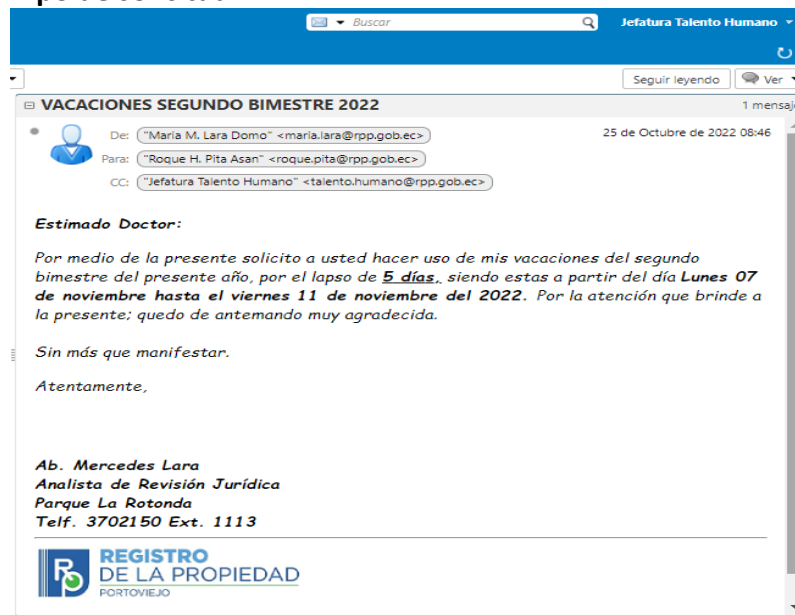 Buscar
Jefatura Talento Humano
Seguir leyendo
Ver
VACACIONES SEGUNDO BIMESTRE 2022
1 mensaj
De: "Maria M. Lara Domo" <maria.lara@rpp.gob.ec>
25 de Octubre de 2022 08:46
Para: "Roque H. Pita Asan" <roque.pita@rpp.gob.ec>
CC: "Jefatura Talento Humano" <talento.humano@rpp.gob.ec>
Estimado Doctor:
Por medio de la presente solicito a usted hacer uso de mis vacaciones del segundo
bimestre del presente año, por el lapso de 5 días, siendo estas a partir del día Lunes 07
de noviembre hasta el viernes 11 de noviembre del 2022. Por la atención que brinde a
la presente; quedo de antemando muy agradecida.
Sin más que manifestar.
Atentamente,
Ab. Mercedes Lara
Analista de Revisión Jurídica
Parque La Rotonda
Telf. 3702150 Ext. 1113
REGISTRO
DE LA PROPIEDAD
PORTOVIEJO